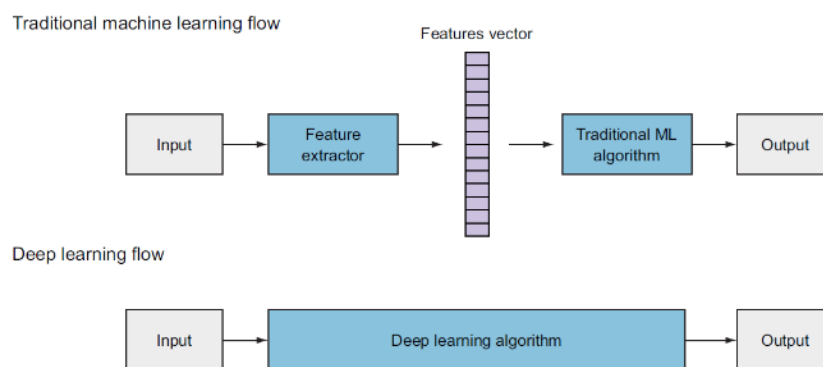 Traditional machine learning flow
Features vector
Input
Feature
extractor
Traditional ML
algorithm
Output
Deep learning flow
Input
Deep learning algorithm
Output